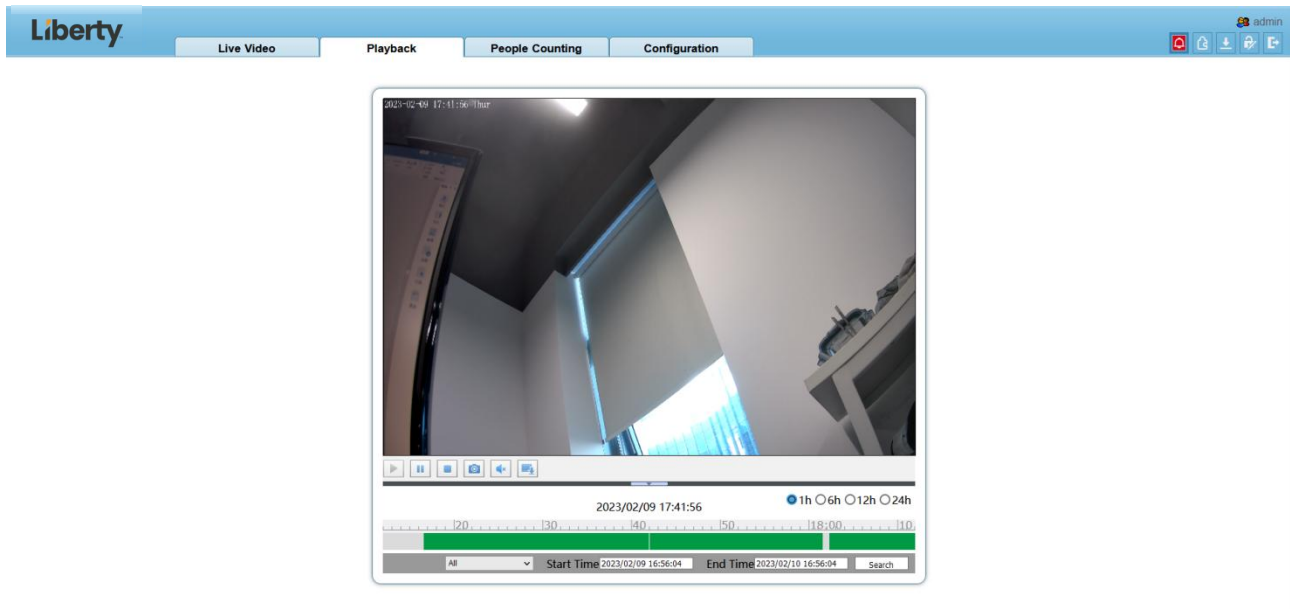 Liberty
admin
Live Video
Playback
People Counting
Configuration
2023-02-09 17:41:56 Thur
2023/02/09 17:41:56
1h 6h 12h 24h
20 30 40 50 18:00 10
All
Start Time 2023/02/09 16:56:04
End Time 2023/02/10 16:56:04
Search